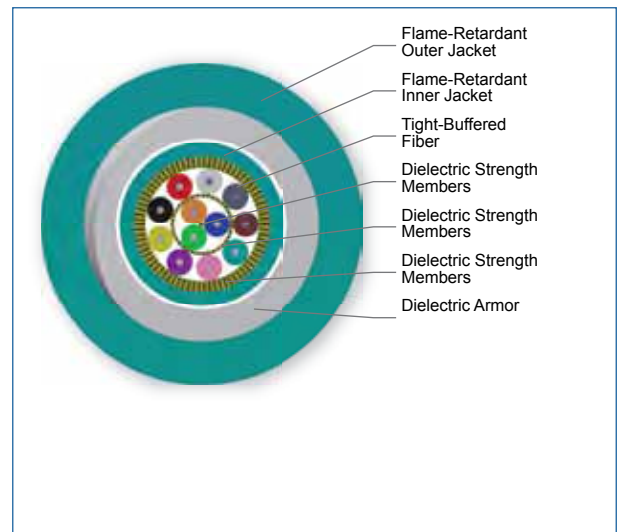 Flame-Retardant
Outer Jacket
Flame-Retardant
Inner Jacket
Tight-Buffered
Fiber
Dielectric Strength
Members
Dielectric Strength
Members
Dielectric Strength
Members
Dielectric Armor